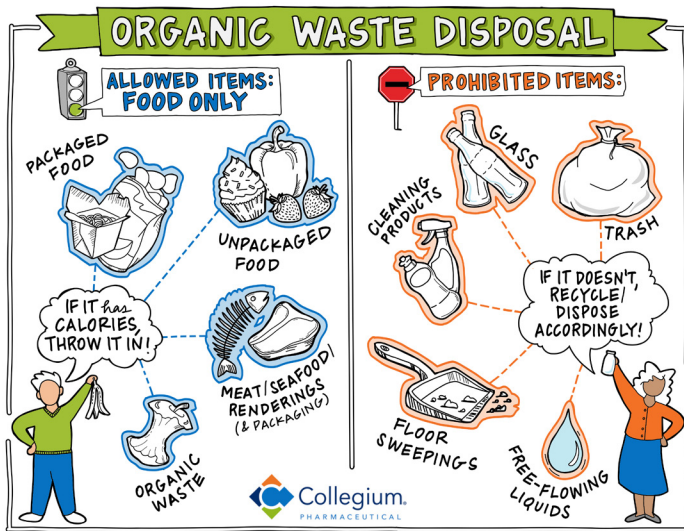 ORGANIC WASTE DISPOSAL
ALLOWED ITEMS:
FOOD ONLY
PACKAGED
FOOD
UNPACKAGED
FOOD
IF IT has
CALORIES,
THROW IT IN!
MEAT/SEAFOOD/
RENDERINGS
(& PACKAGING)
ORGANIC
WASTE
PROHIBITED ITEMS:
GLASS
TRASH
CLEANING
PRODUCTS
IF IT DOESN'T,
RECYCLE/
DISPOSE
ACCORDINGLY!
FLOOR
SWEEPINGS
FREE-FLOWING
LIQUIDS
Collegium®
PHARMACEUTICAL